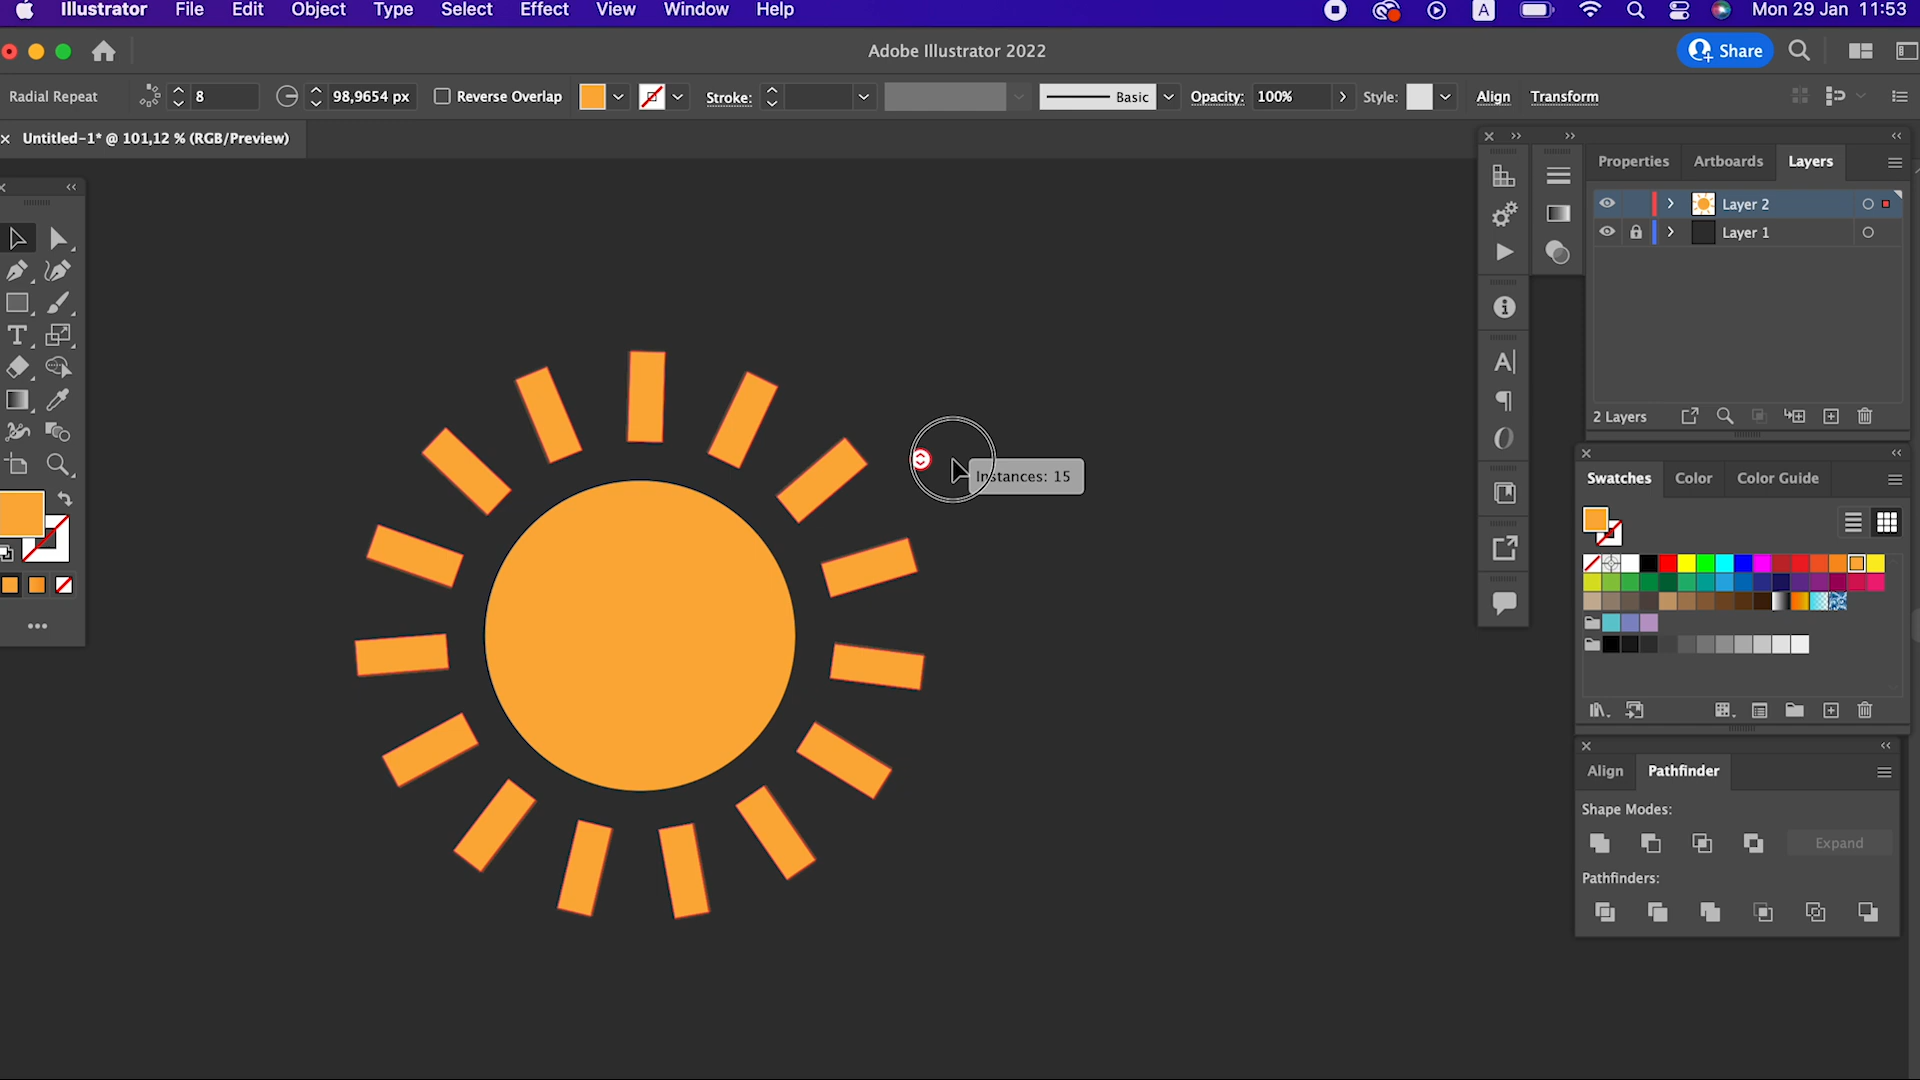 Illustrator File Edit Object Type Select Effect View Window Help A Mon 29 Jan 11:53
Adobe Illustrator 2022 Share
Radial Repeat 8 98,9654 px Reverse Overlap Stroke: Basic Opacity: 100% Style: Align Transform
Untitled-1* @ 101,12 % (RGB/Preview)
Properties Artboards Layers
Layer 2
Layer 1
2 Layers
Instances: 15
Swatches Color Color Guide
Align Pathfinder
Shape Modes:
Expand
Pathfinders: